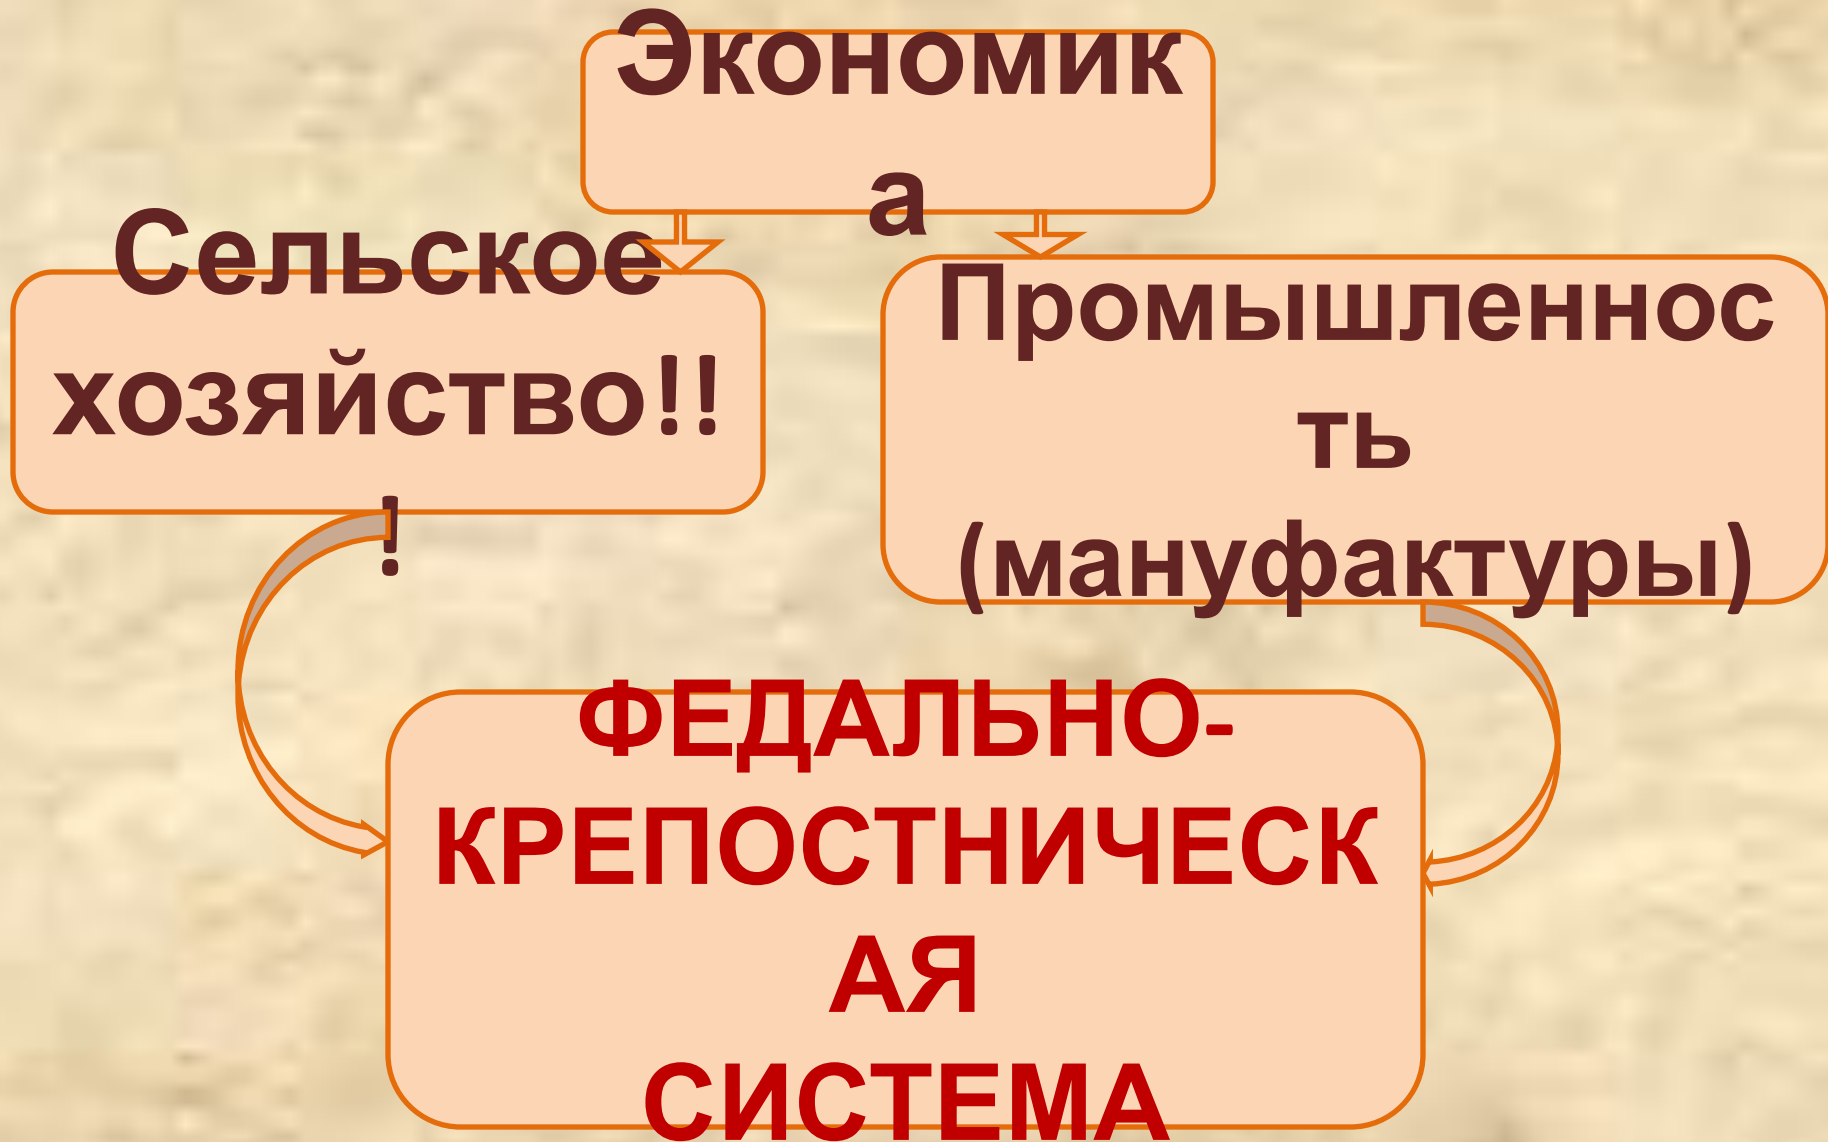 Экономик
а
Сельское
хозяйство!!
!
Промышленнос
ть
(мануфактуры)
ФЕДАЛЬНО-
КРЕПОСТНИЧЕСК
АЯ
СИСТЕМА